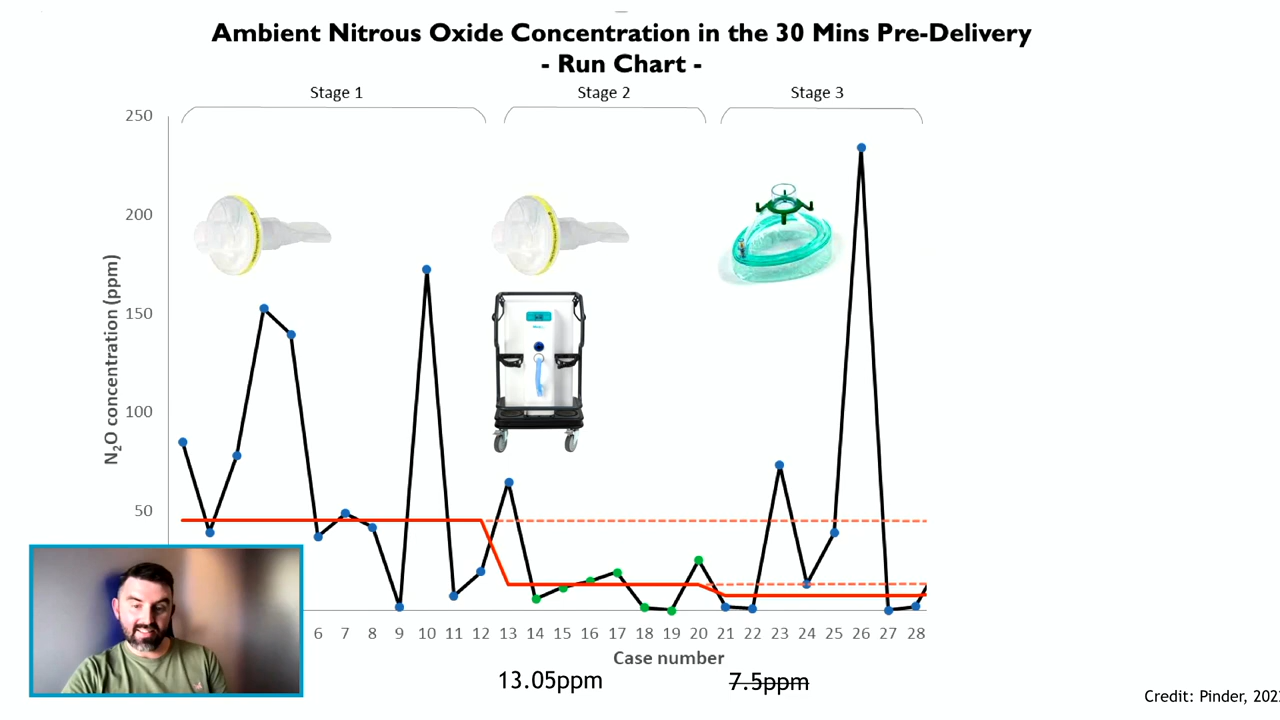 Ambient Nitrous Oxide Concentration in the 30 Mins Pre-Delivery
- Run Chart -
Stage 1
Stage 2
Stage 3
N₂O concentration (ppm)
250
200
150
100
50
6 7 8 9 10 11 12 13 14 15 16 17 18 19 20 21 22 23 24 25 26 27 28
Case number
13.05ppm
7.5ppm
Credit: Pinder,